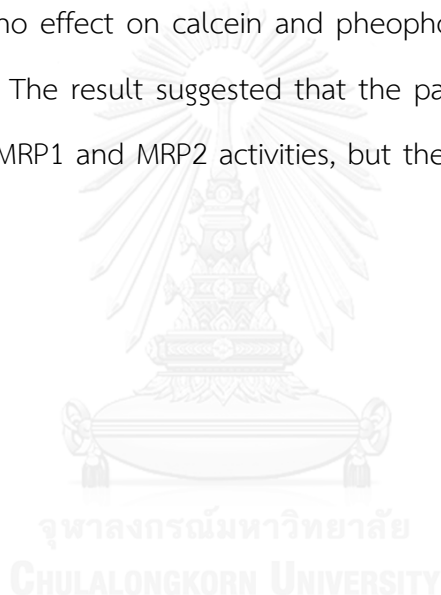 no effect on calcein and pheopho
The result suggested that the pa
MRP1 and MRP2 activities, but the
จุฬาลงกรณ์มหาวิทยาลัย
CHULALONGKORN UNIVERSITY